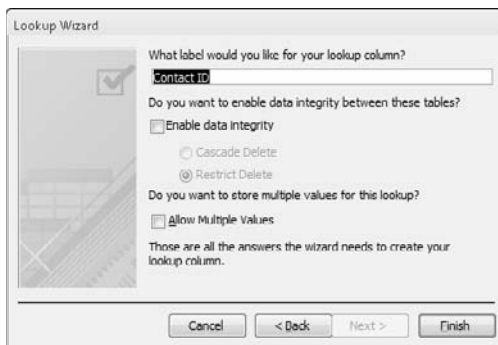 Lookup Wizard
What label would you like for your lookup column?
Contact ID
Do you want to enable data integrity between these tables?
Enable data integrity
Cascade Delete
Restrict Delete
Do you want to store multiple values for this lookup?
Allow Multiple Values
Those are all the answers the wizard needs to create your
lookup column.
Cancel < Back Next > Finish